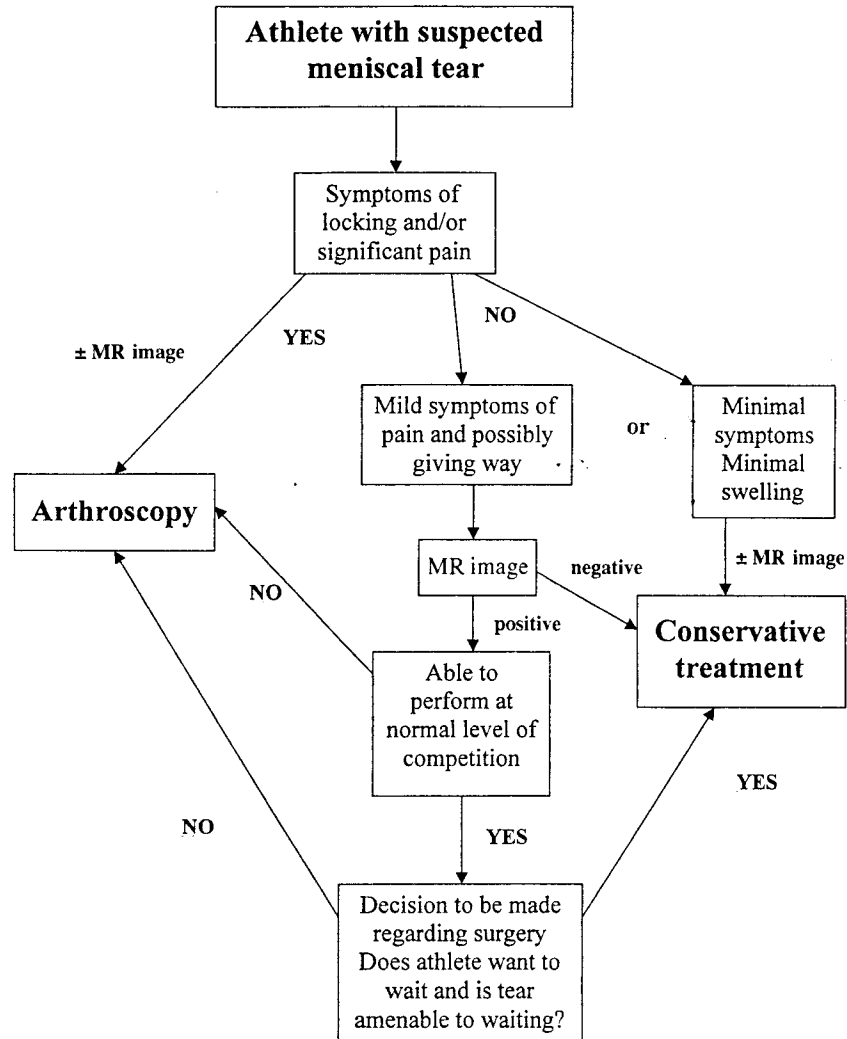 Athlete with suspected
meniscal tear
Symptoms of
locking and/or
significant pain
± MR image
YES
NO
Mild symptoms of
pain and possibly
giving way
or
Minimal
symptoms
Minimal
swelling
Arthroscopy
MR image
negative
± MR image
NO
positive
Conservative
treatment
Able to
perform at
normal level of
competition
YES
NO
YES
Decision to be made
regarding surgery
Does athlete want to
wait and is tear
amenable to waiting?